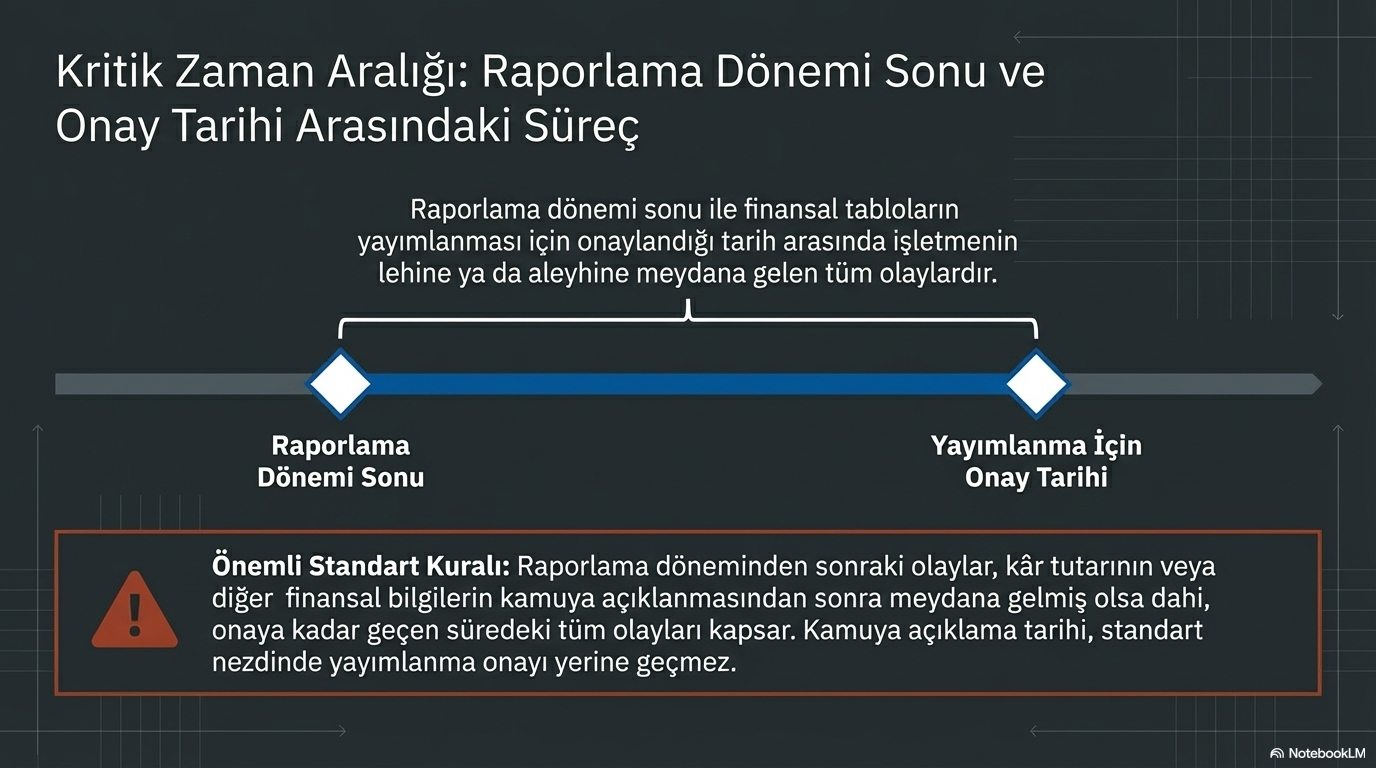 Kritik Zaman Aralığı: Raporlama Dönemi Sonu ve
Onay Tarihi Arasındaki Süreç
Raporlama dönemi sonu ile finansal tabloların
yayımlanması için onaylandığı tarih arasında işletmenin
lehine ya da aleyhine meydana gelen tüm olaylardır.
Raporlama
Dönemi Sonu
Yayımlanma İçin
Onay Tarihi
Önemli Standart Kuralı: Raporlama döneminden sonraki olaylar, kâr tutarının veya
diğer finansal bilgilerin kamuya açıklanmasından sonra meydana gelmiş olsa dahi,
onaya kadar geçen süredeki tüm olayları kapsar. Kamuya açıklama tarihi, standart
nezdinde yayımlanma onayı yerine geçmez.
NotebookLM